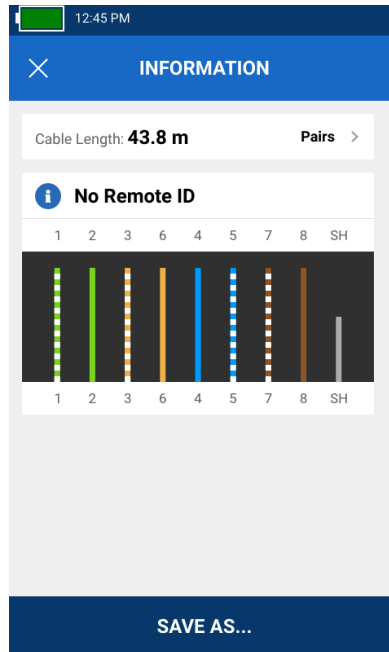 12:45 PM
INFORMATION
Cable Length: 43.8 m Pairs >
No Remote ID
1 2 3 6 4 5 7 8 SH
1 2 3 6 4 5 7 8 SH
SAVE AS...